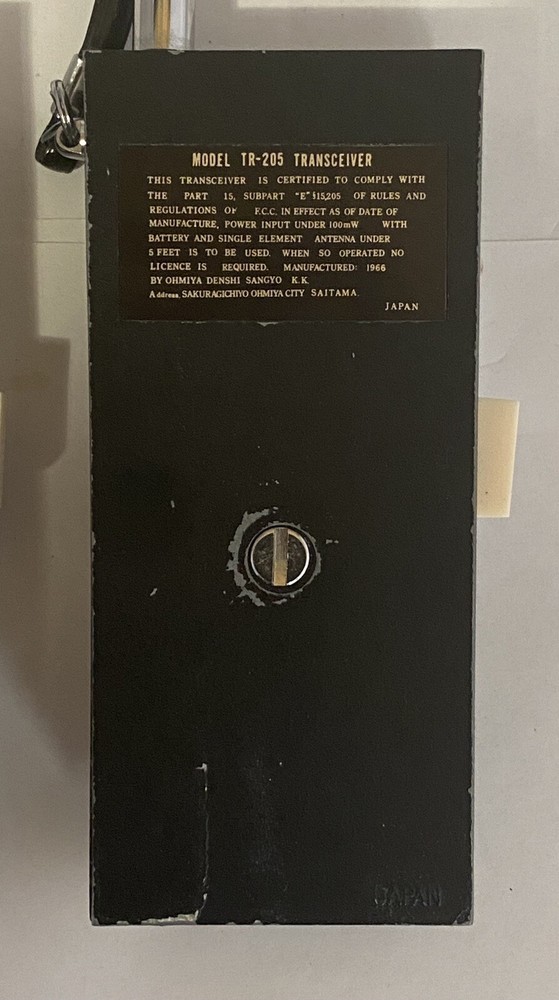 MODEL TR-205 TRANSCEIVER
THIS TRANSCEIVER IS CERTIFIED TO COMPLY WITH
THE PART 15, SUBPART "E" §15,205 OF RULES AND
REGULATIONS OF F.C.C. IN EFFECT AS OF DATE OF
MANUFACTURE, POWER INPUT UNDER 100mW WITH
BATTERY AND SINGLE ELEMENT ANTENNA UNDER
5 FEET IS TO BE USED. WHEN SO OPERATED NO
LICENCE IS REQUIRED. MANUFACTURED: 1966
BY OHMIYA DENSHI SANGYO K.K.
Address, SAKURAGICHIYO OHMIYA CITY SAITAMA.
JAPAN
JAPAN